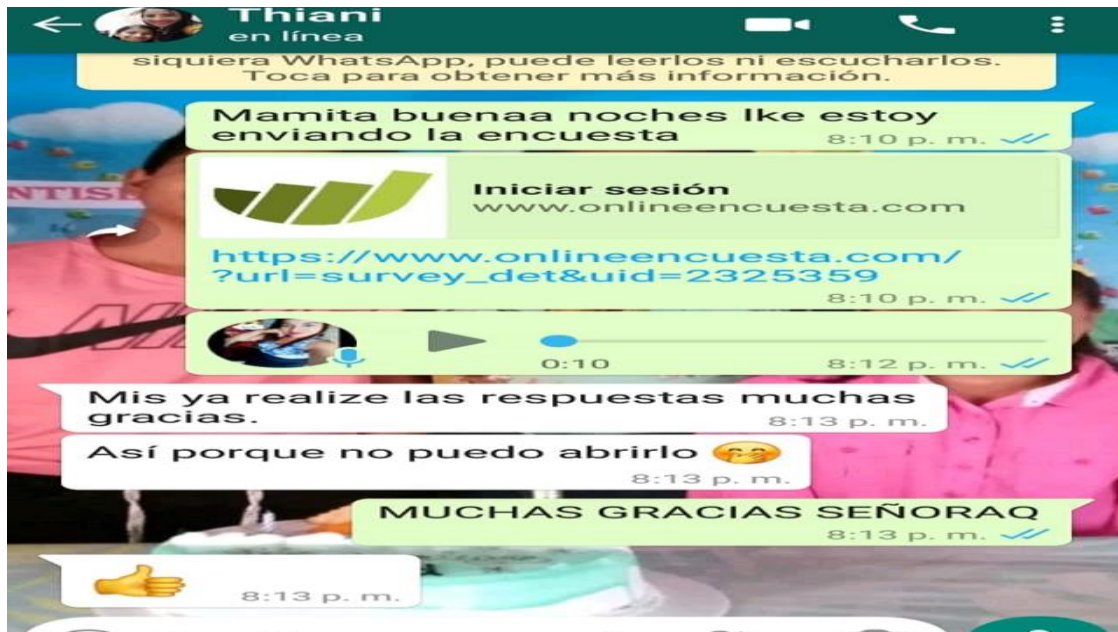 Thiani
en línea
siquiera WhatsApp, puede leerlos ni escucharlos.
Toca para obtener más información.
Mamita buenaa noches lke estoy
enviando la encuesta
8:10 p. m.
Iniciar sesión
www.onlineencuesta.com
https://www.onlineencuesta.com/
?url=survey_det&uid=2325359
8:10 p. m.
0:10
8:12 p. m.
Mis ya realize las respuestas muchas
gracias.
8:13 p. m.
Así porque no puedo abrirlo 🤭
8:13 p. m.
MUCHAS GRACIAS SEÑORAQ
8:13 p. m.
8:13 p. m.